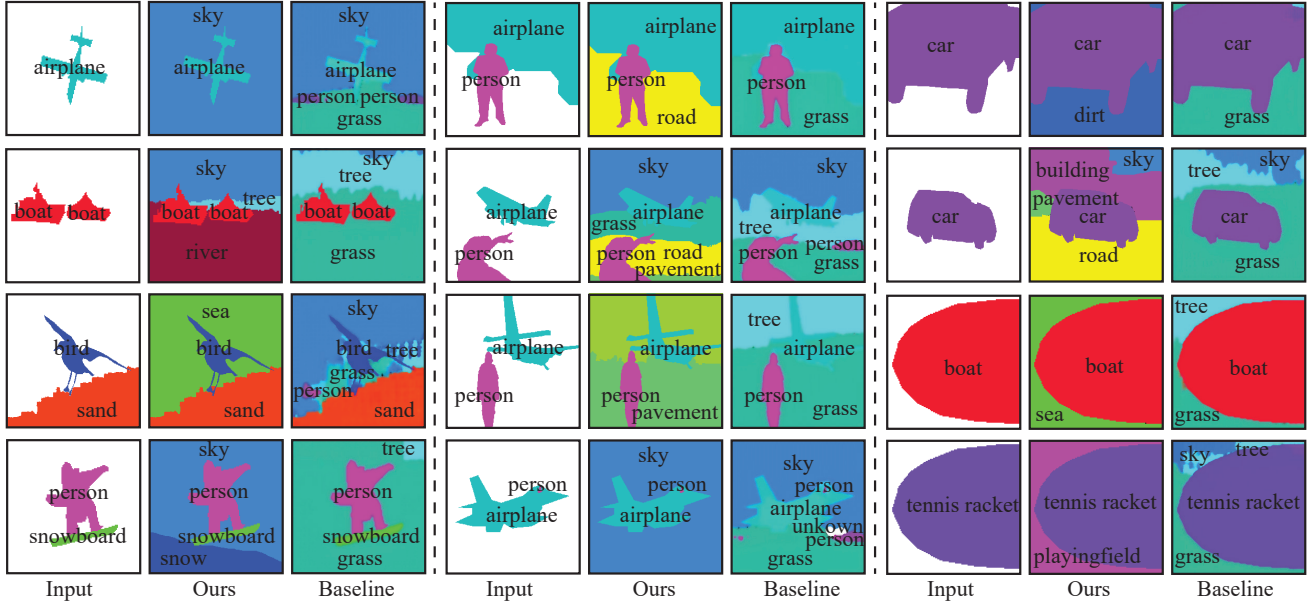 airplane
sky
airplane
sky
airplane
person person
grass
airplane
person
airplane
person
road
airplane
person
grass
car
car
dirt
car
grass
boat boat
sky
tree
boat boat
river
sky
tree
boat boat
grass
airplane
person
sky
grass airplane
person road
pavement
sky
airplane
tree
person person
grass
car
building sky
pavement
car
road
sky
tree
car
grass
bird
sand
sea
bird
sand
sky
bird tree
grass
person
sand
airplane
person
airplane
person
pavement
tree
airplane
person
grass
boat
boat
sea
tree
boat
grass
person
snowboard
sky
person
snowboard
snow
tree
person
snowboard
grass
person
airplane
sky
person
airplane
sky
person
airplane
unkown
person
grass
tennis racket
tennis racket
playingfield
sky tree
tennis racket
grass
Input Ours Baseline Input Ours Baseline Input Ours Baseline